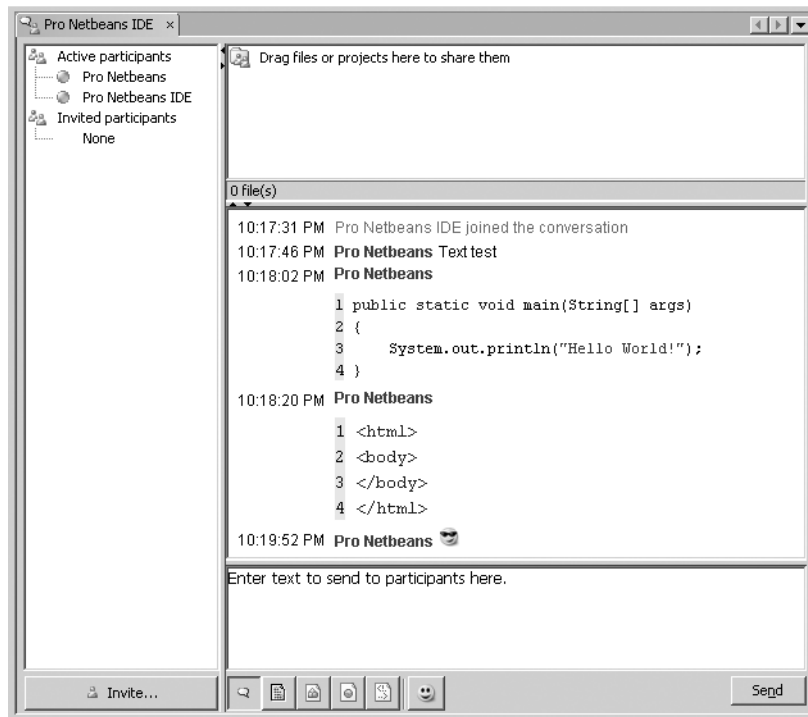 Pro Netbeans IDE
Active participants
Pro Netbeans
Pro Netbeans IDE
Invited participants
None
Invite...
Drag files or projects here to share them
0 file(s)
10:17:31 PM Pro Netbeans IDE joined the conversation
10:17:46 PM Pro Netbeans Text test
10:18:02 PM Pro Netbeans
1 public static void main(String[] args)
2 {
3     System.out.println("Hello World!");
4 }
10:18:20 PM Pro Netbeans
1 <html>
2 <body>
3 </body>
4 </html>
10:19:52 PM Pro Netbeans
Enter text to send to participants here.
Send